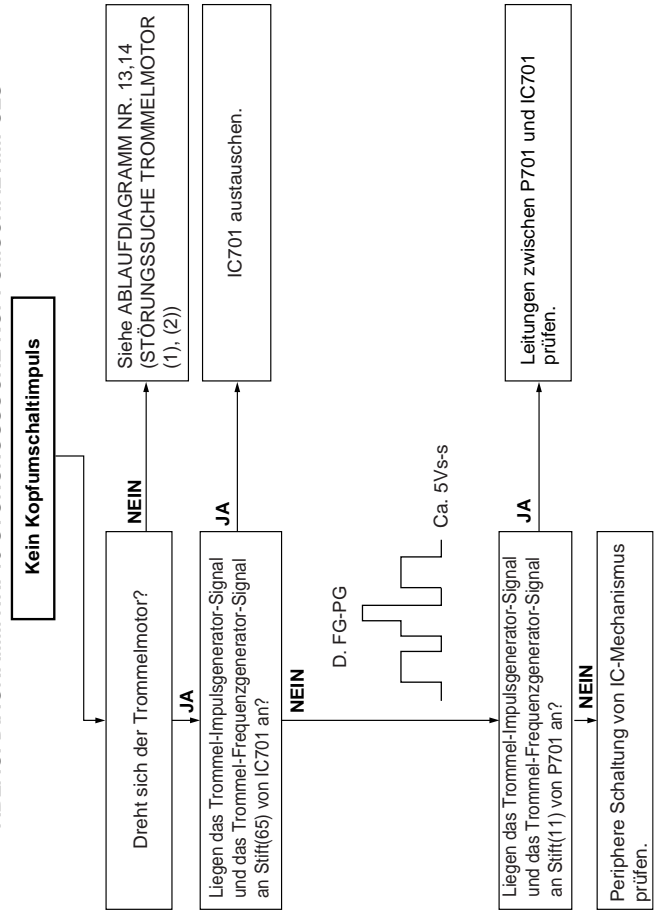 Kein Kopfumschaltimpuls
Dreht sich der Trommelmotor?
NEIN
Siehe ABLAUFDIAGRAMM NR. 13,14
(STÖRUNGSSUCHE TROMMELMOTOR
(1), (2))
JA
Liegen das Trommel-Impulsgenerator-Signal
und das Trommel-Frequenzgenerator-Signal
an Stift(65) von IC701 an?
JA
IC701 austauschen.
NEIN
D. FG-PG
Ca. 5Vs-s
Liegen das Trommel-Impulsgenerator-Signal
und das Trommel-Frequenzgenerator-Signal
an Stift(11) von P701 an?
JA
Leitungen zwischen P701 und IC701
prüfen.
NEIN
Periphere Schaltung von IC-Mechanismus
prüfen.